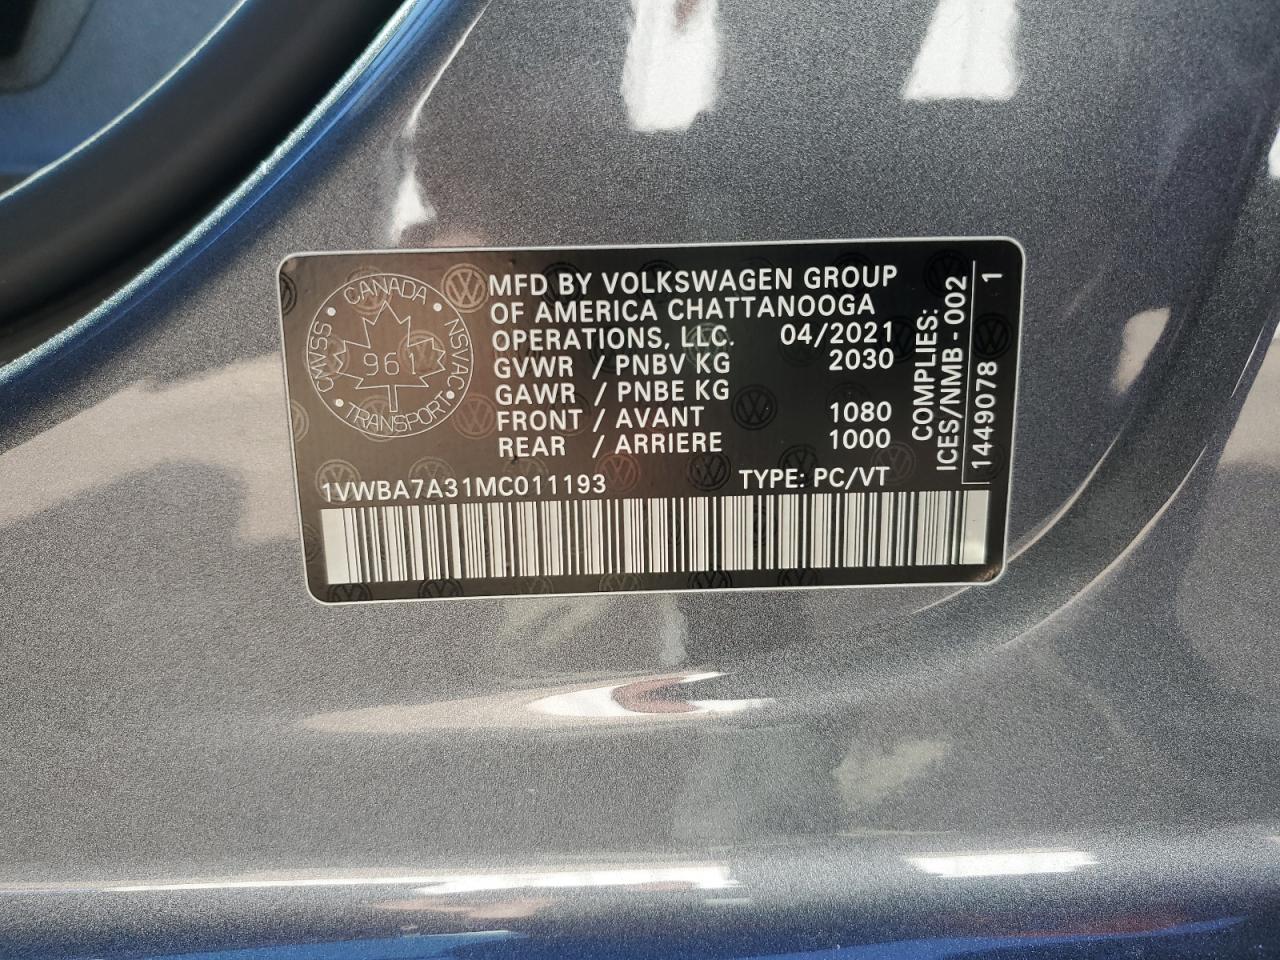 MFD BY VOLKSWAGEN GROUP
OF AMERICA CHATTANOOGA
OPERATIONS, LLC. 04/2021
GVWR / PNBV KG 2030
GAWR / PNBE KG
FRONT / AVANT 1080
REAR / ARRIERE 1000
1VWBA7A31MC011193 TYPE: PC/VT
COMPLIES:
ICES/NMB - 002
1449078 1
CANADA
CMVSS NSVAC
961
TRANSPORT